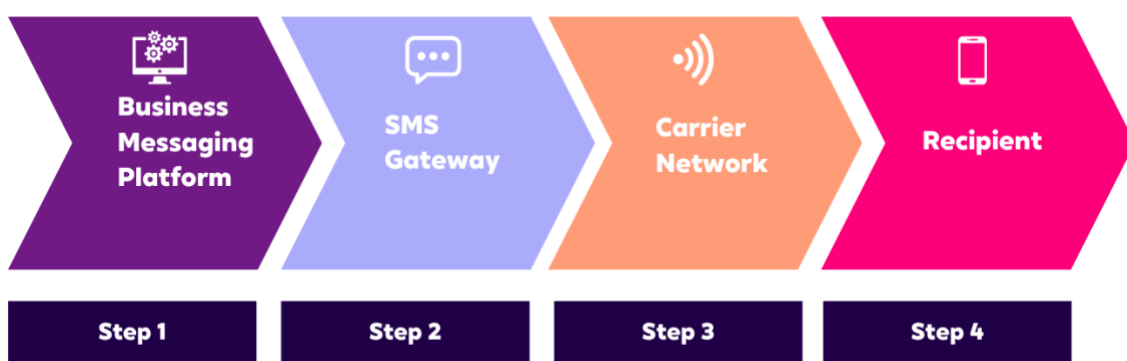 Business
Messaging
Platform
SMS
Gateway
Carrier
Network
Recipient
Step 1
Step 2
Step 3
Step 4